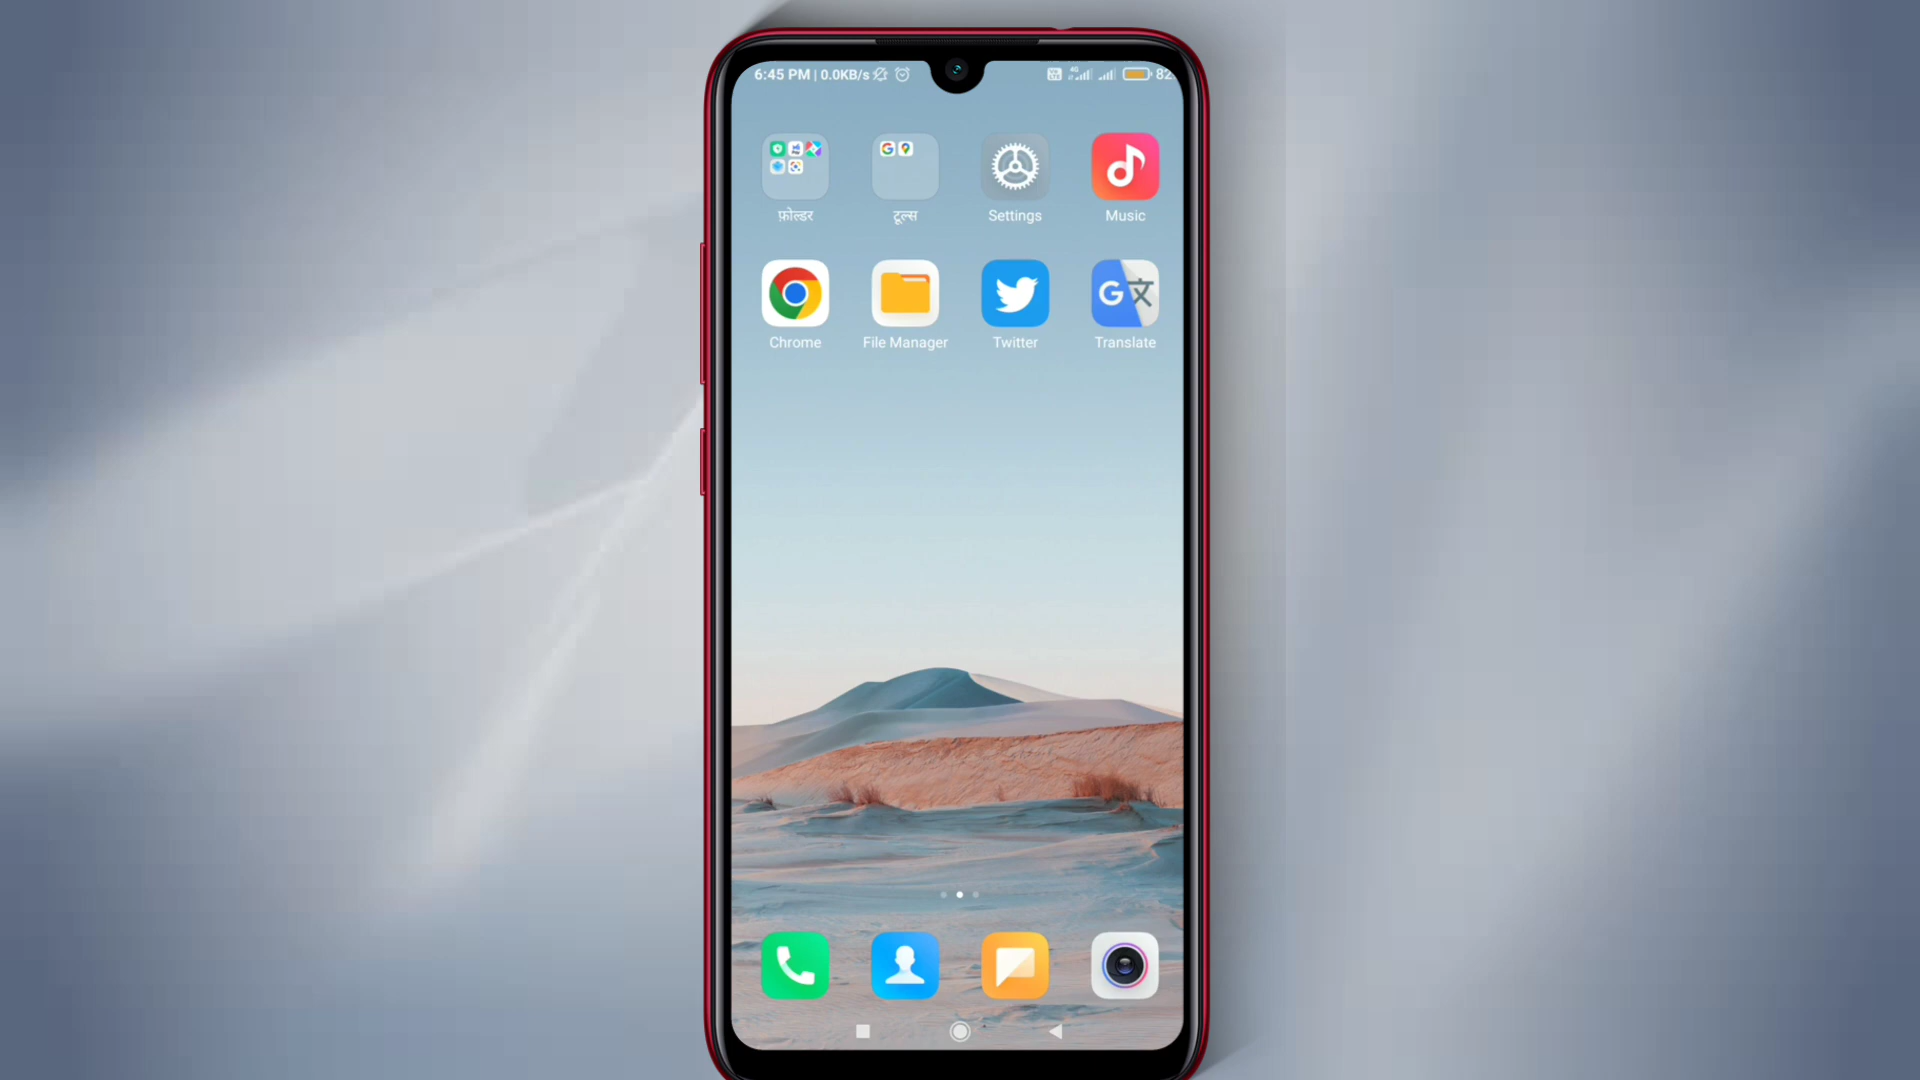 6:45 PM | 0.0KB/s 82
फ़ोल्डर टूल्स Settings Music
Chrome File Manager Twitter Translate